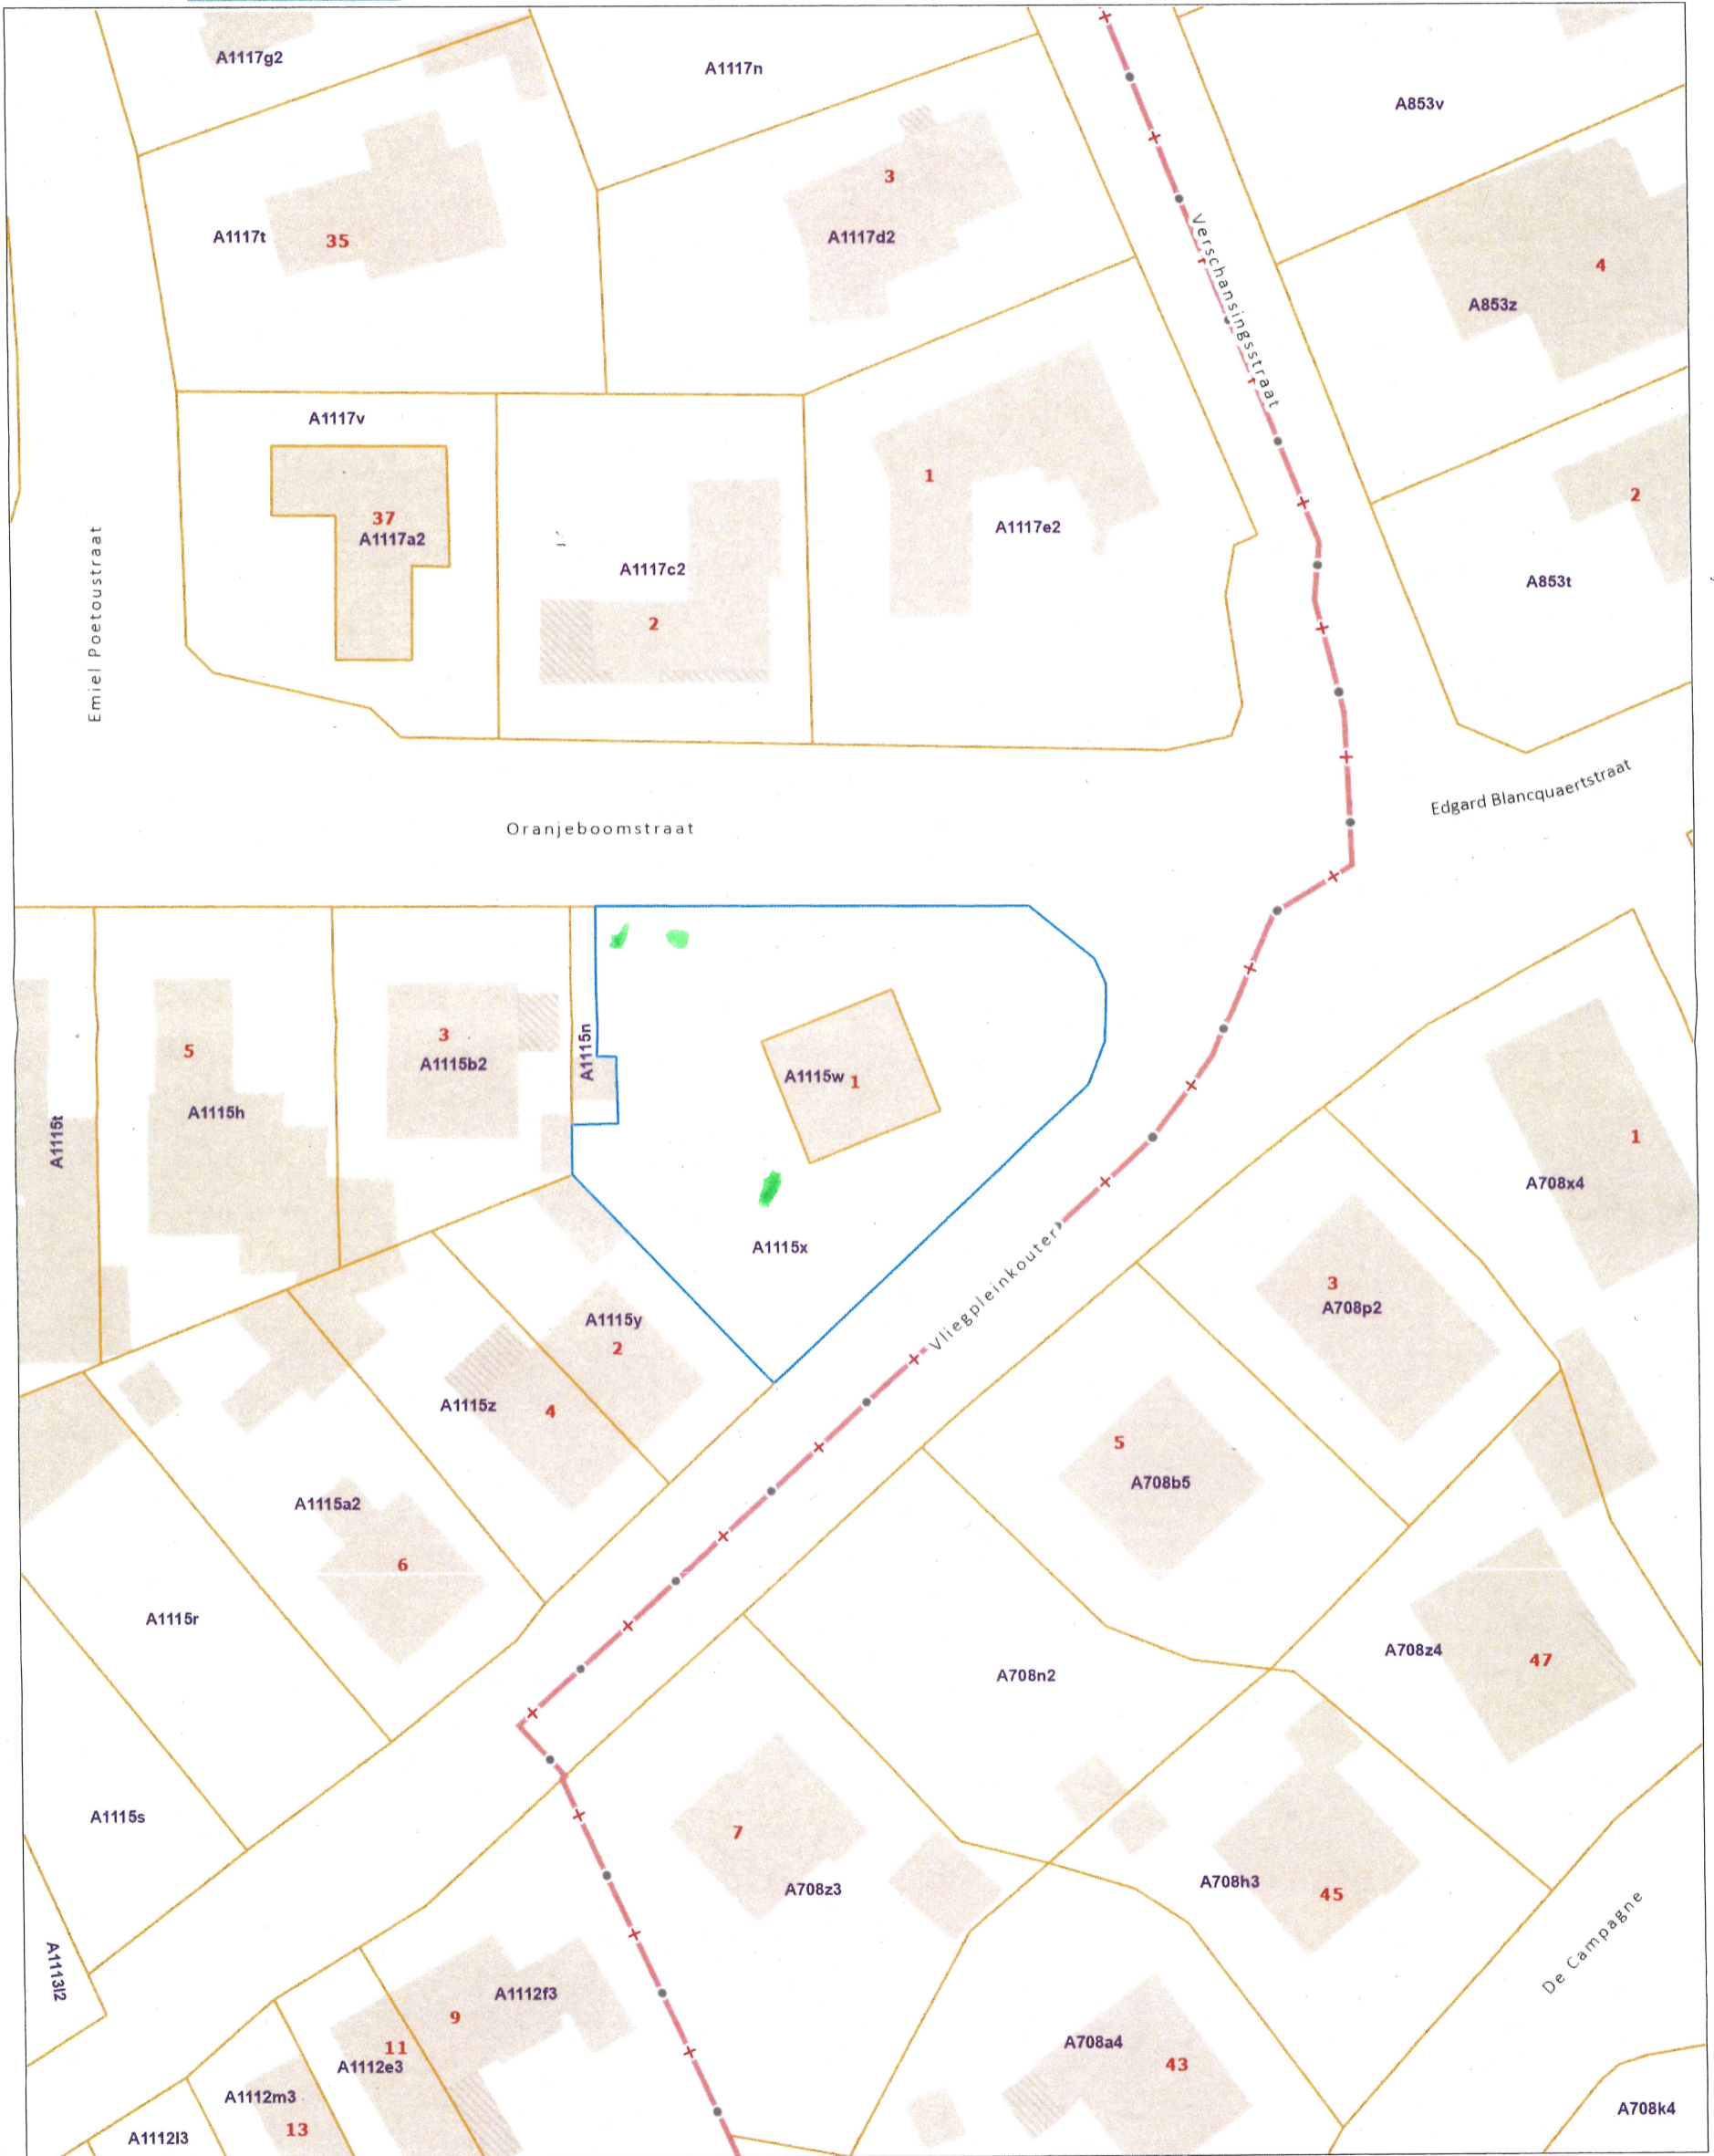 A1117g2
A1117n
A853v
3
A1117t
35
A1117d2
Verschansingsstraat
4
A853z
A1117v
1
2
37
A1117a2
A1117e2
A1117c2
A853t
2
Emiel Poetoustraat
Edgard Blancquaertstraat
Oranjeboomstraat
5
3
A1115b2
A1115n
A1115w
1
A1115h
A1115t
1
A708x4
A1115x
Vliegpleinkouter
3
A708p2
A1115y
2
A1115z
4
5
A708b5
A1115a2
6
A1115r
A708n2
A708z4
47
A1115s
7
A708z3
A708h3
45
De Campagne
A1113l2
A1112f3
9
11
A1112e3
A708a4
43
A1112m3
13
A1112l3
A708k4